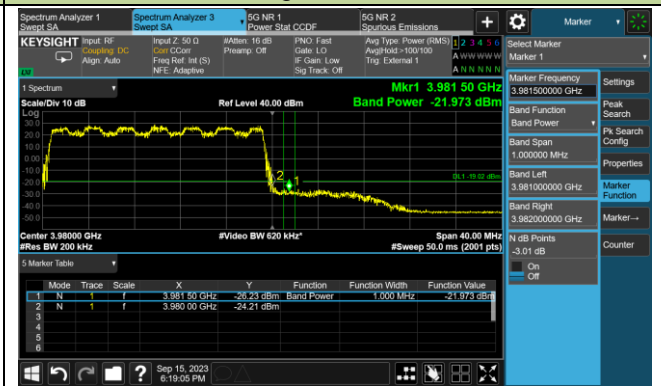 Spectrum Analyzer 1
Swept SA
Spectrum Analyzer 3
Swept SA
5G NR 1
Power Stat CCDF
5G NR 2
Spurious Emissions
Marker
KEYSIGHT
Input: RF
Coupling: DC
Align: Auto
Input Z: 50 Ω
Corr CCorr
Freq Ref: Int (S)
NFE: Adaptive
#Atten: 16 dB
Preamp: Off
PNO: Fast
Gate: LO
IF Gain: Low
Sig Track: Off
Avg Type: Power (RMS)
Avg|Hold:>100/100
Trig: External 1
1 2 3 4 5 6
A W W W W W
A N N N N N
Select Marker
Marker 1
LU
1 Spectrum
Scale/Div 10 dB
Ref Level 40.00 dBm
Mkr1 3.981 50 GHz
Band Power -21.973 dBm
Log
30.0
20.0
10.0
0.00
-10.0
-20.0
-30.0
-40.0
-50.0
2
1
DL1 -19.02 dBm
Center 3.98000 GHz
#Res BW 200 kHz
#Video BW 620 kHz*
Span 40.00 MHz
#Sweep 50.0 ms (2001 pts)
Marker Frequency
3.981500000 GHz
Band Function
Band Power
Band Span
1.000000 MHz
Band Left
3.981000000 GHz
Band Right
3.982000000 GHz
N dB Points
-3.01 dB
On
Off
Settings
Peak
Search
Pk Search
Config
Properties
Marker
Function
Marker→
Counter
5 Marker Table
Mode Trace Scale X Y Function Function Width Function Value
1 N 1 f 3.981 50 GHz -26.23 dBm Band Power 1.000 MHz -21.973 dBm
2 N 1 f 3.980 00 GHz -24.21 dBm
3
4
5
6
?
Sep 15, 2023
6:19:05 PM